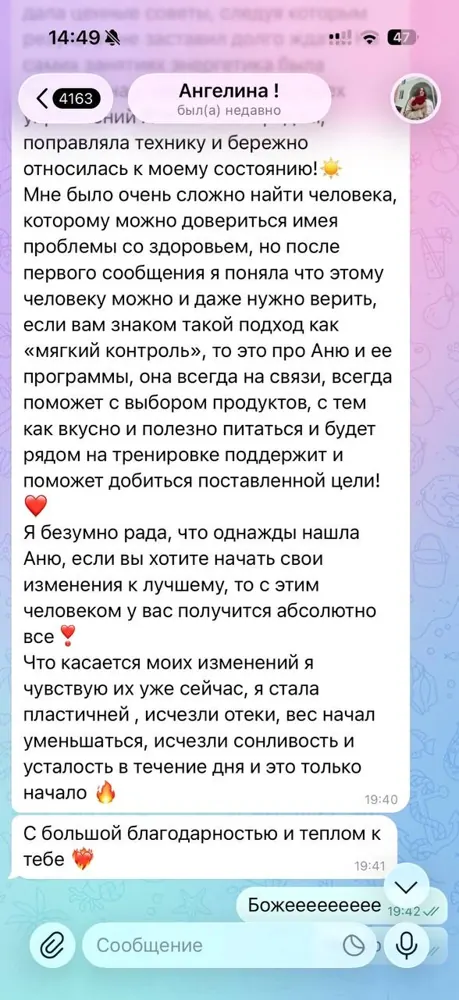 дала ценные советы, следуя которым
14:49
47
4163
Ангелина !
был(а) недавно
поправляла технику и бережно
относилась к моему состоянию!☀️
Мне было очень сложно найти человека,
которому можно довериться имея
проблемы со здоровьем, но после
первого сообщения я поняла что этому
человеку можно и даже нужно верить,
если вам знаком такой подход как
«мягкий контроль», то это про Аню и ее
программы, она всегда на связи, всегда
поможет с выбором продуктов, с тем
как вкусно и полезно питаться и будет
рядом на тренировке поддержит и
поможет добиться поставленной цели!
❤️
Я безумно рада, что однажды нашла
Аню, если вы хотите начать свои
изменения к лучшему, то с этим
человеком у вас получится абсолютно
все ❣️
Что касается моих изменений я
чувствую их уже сейчас, я стала
пластичней , исчезли отеки, вес начал
уменьшаться, исчезли сонливость и
усталость в течение дня и это только
начало 🔥
19:40
С большой благодарностью и теплом к
тебе ❤️‍🔥
19:41
Божеееееееее 19:42
Сообщение